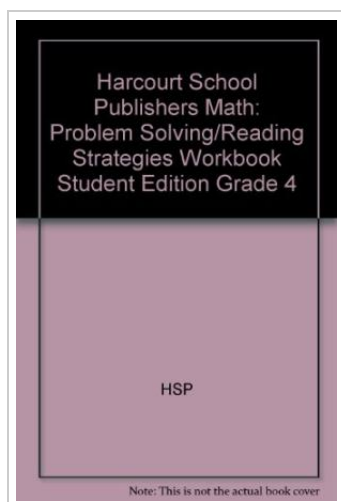 Harcourt School
Publishers Math:
Problem Solving/Reading
Strategies Workbook
Student Edition Grade 4
HSP
Note: This is not the actual book cover